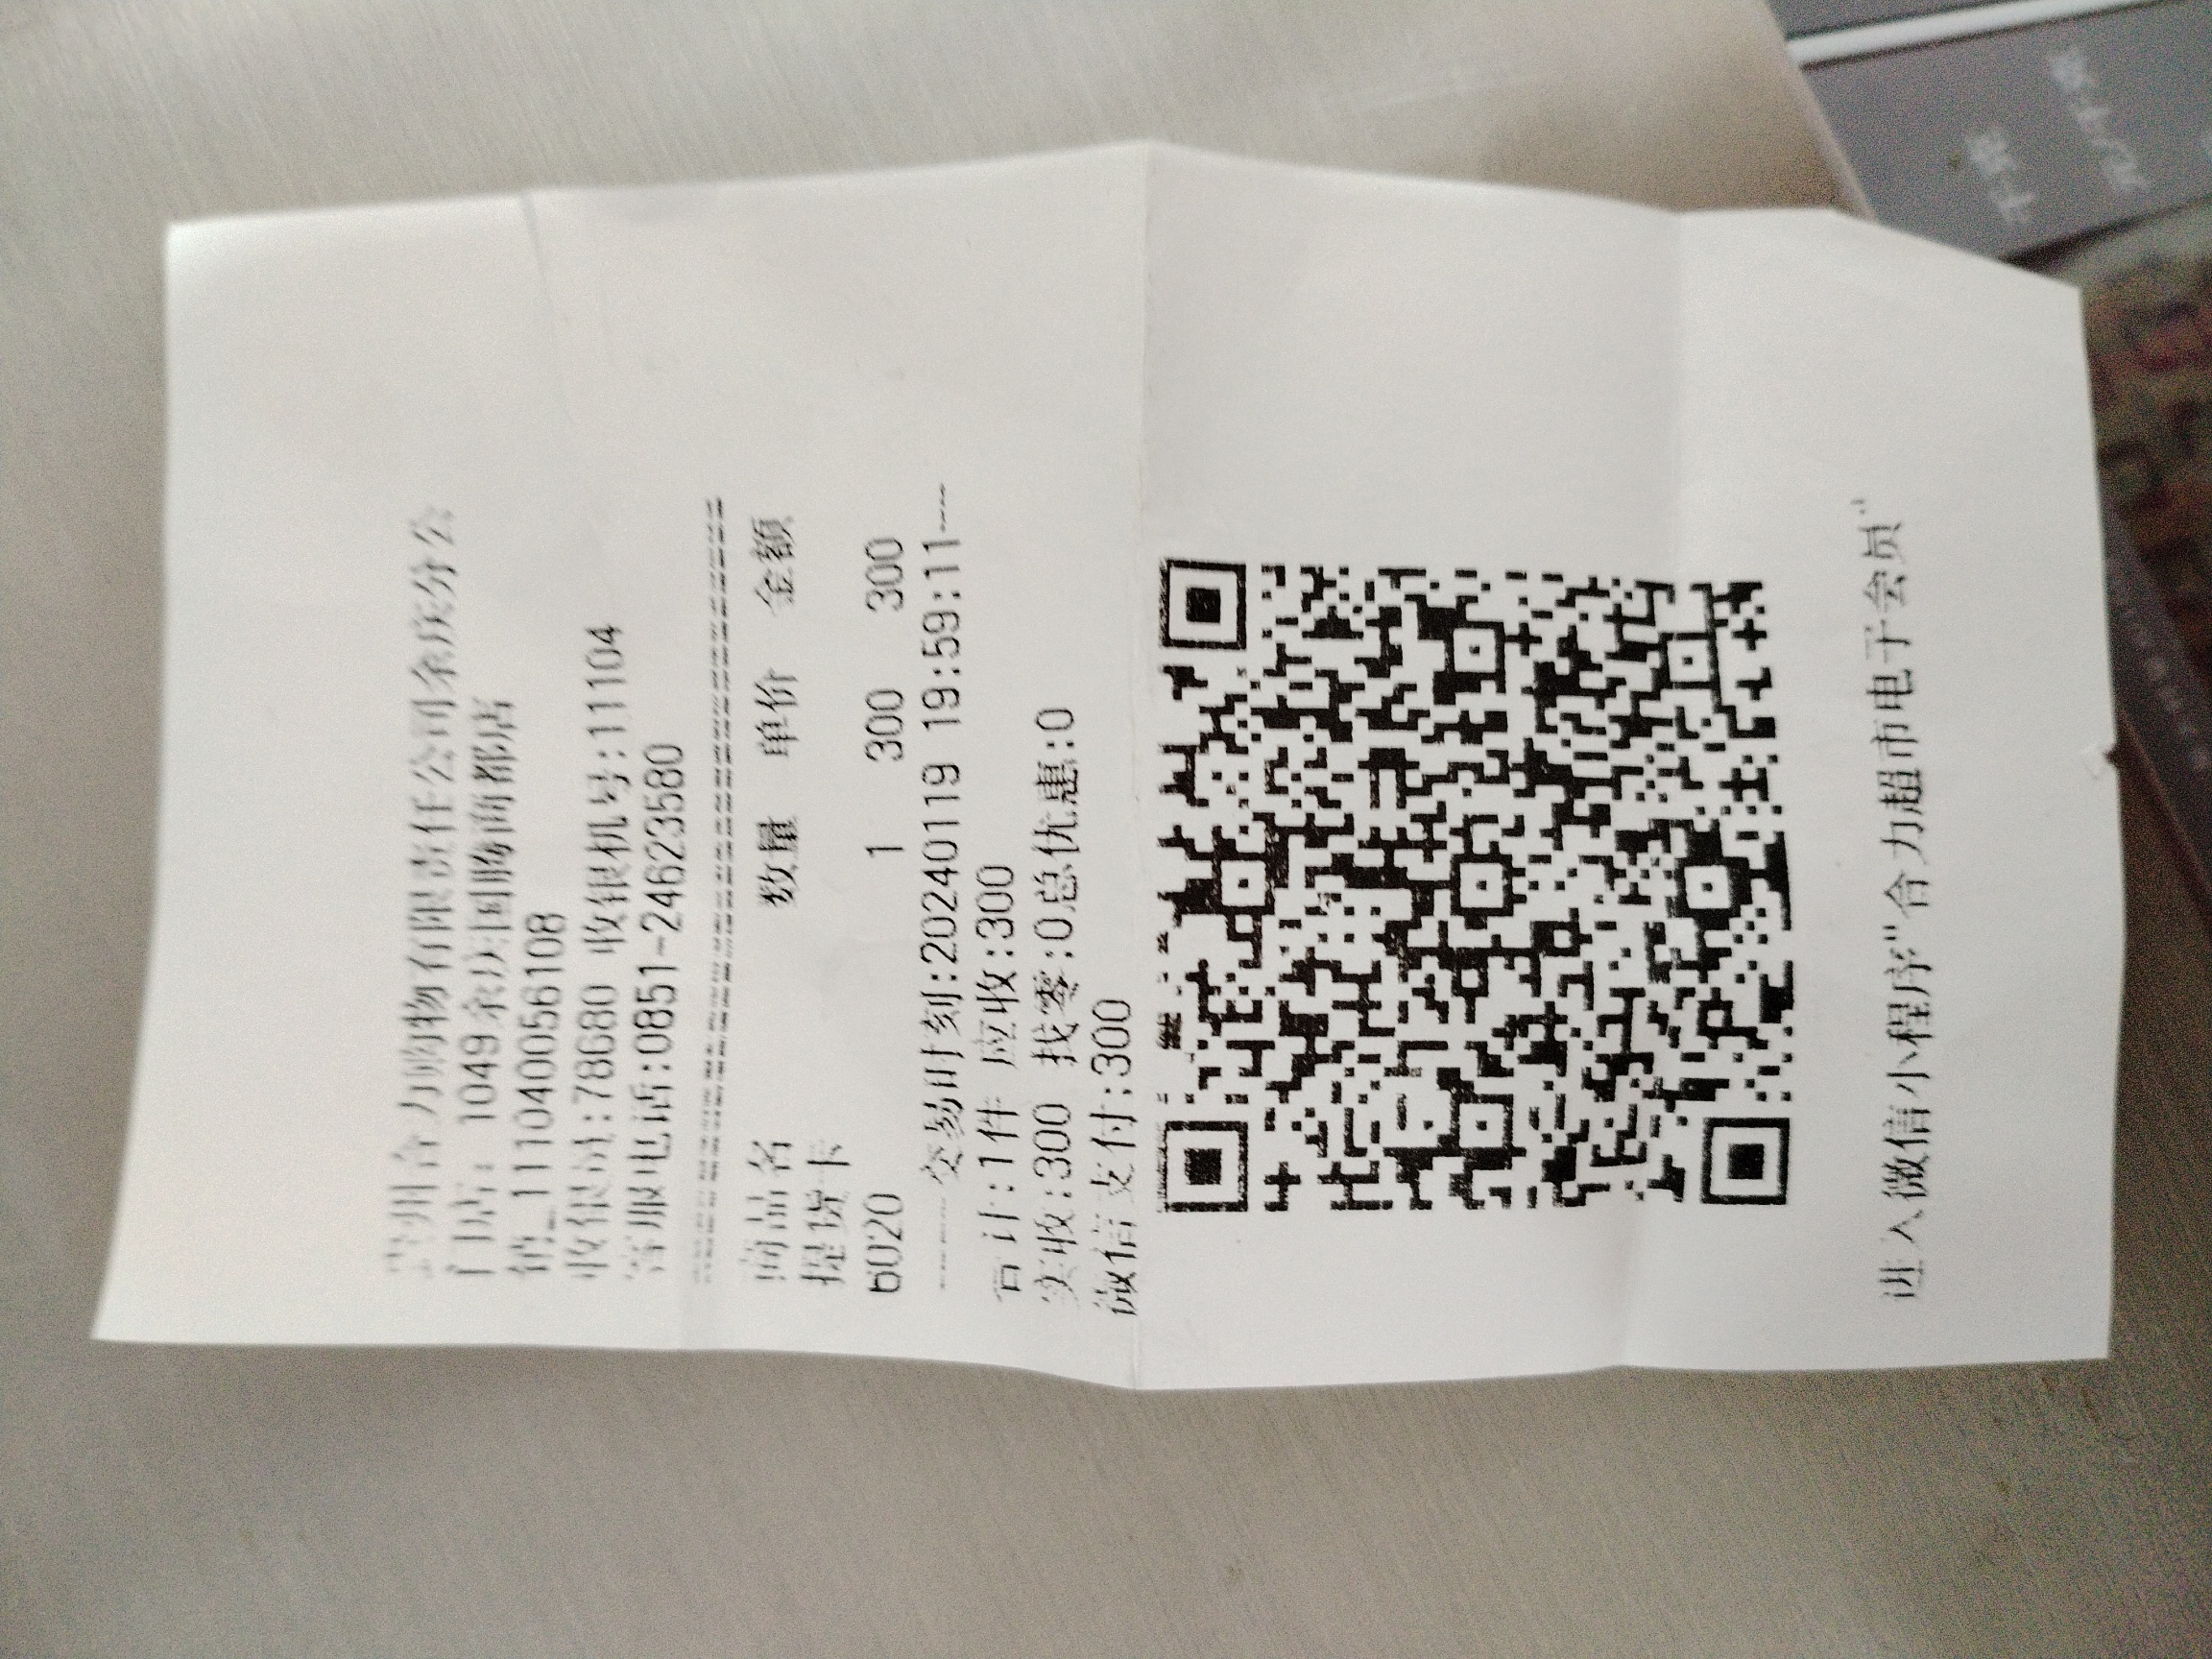 贵州合力购物有限责任公司余庆分公
门店: 1049余庆国腾商都店
销_11104000561​08
收银员:78680 收银机号:111104
客服电话:0851-24623580
商品名 数量 单价 金额
提货卡
6020 1 300 300
-----交易时刻:20240119 19:59:11---
合计:1件 应收:300
实收:300 找零:0总优惠:0
微信支付:300
进入微信小程序"合力超市电子会员"